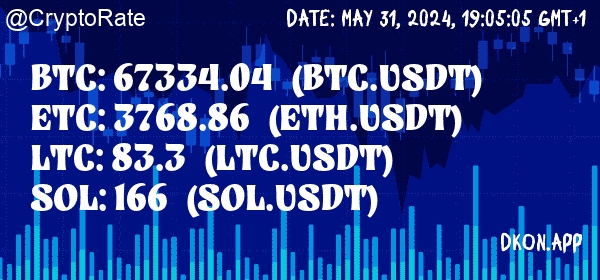 @CryptoRate
DATE: MAY 31, 2024, 19:05:05 GMT+1
BTC: 67334.04 (BTC.USDT)
ETC: 3768.86 (ETH.USDT)
LTC: 83.3 (LTC.USDT)
SOL: 166 (SOL.USDT)
DKON.APP